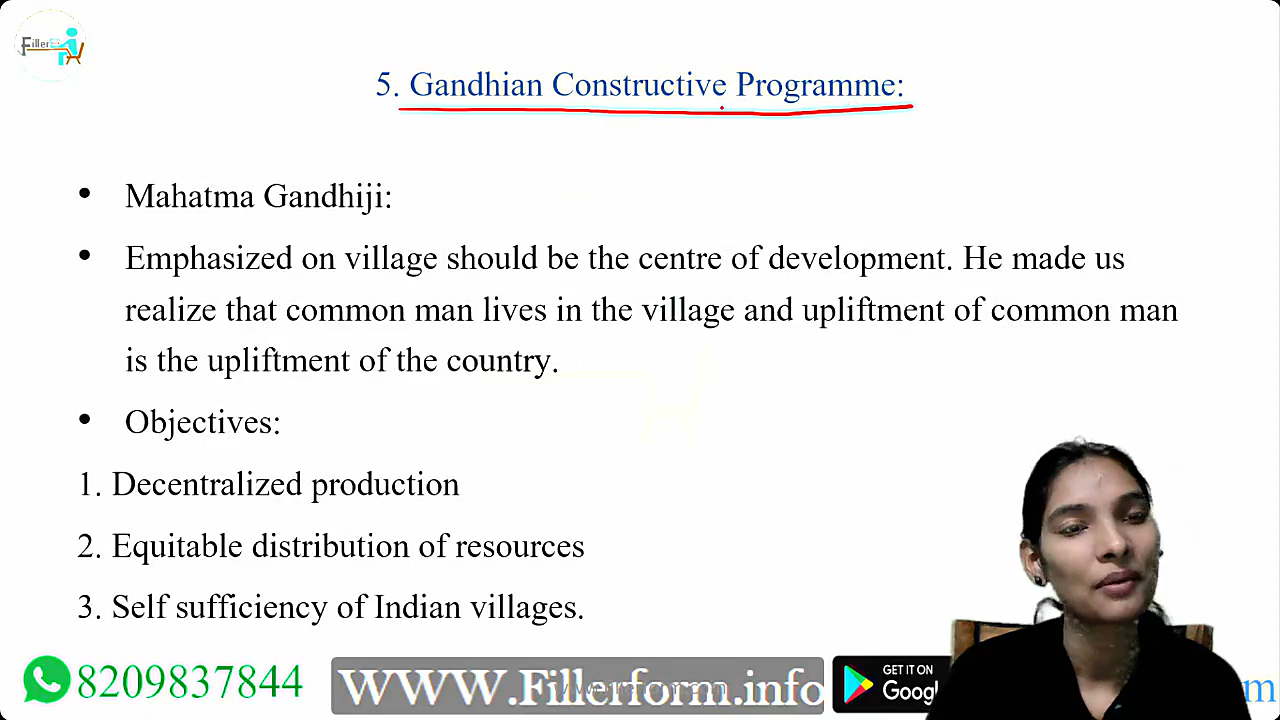 Filler
5. Gandhian Constructive Programme:
• Mahatma Gandhiji:
• Emphasized on village should be the centre of development. He made us
realize that common man lives in the village and upliftment of common man
is the upliftment of the country.
• Objectives:
1. Decentralized production
2. Equitable distribution of resources
3. Self sufficiency of Indian villages.
8209837844
www.Fillerform.info
GET IT ON
Googl
m